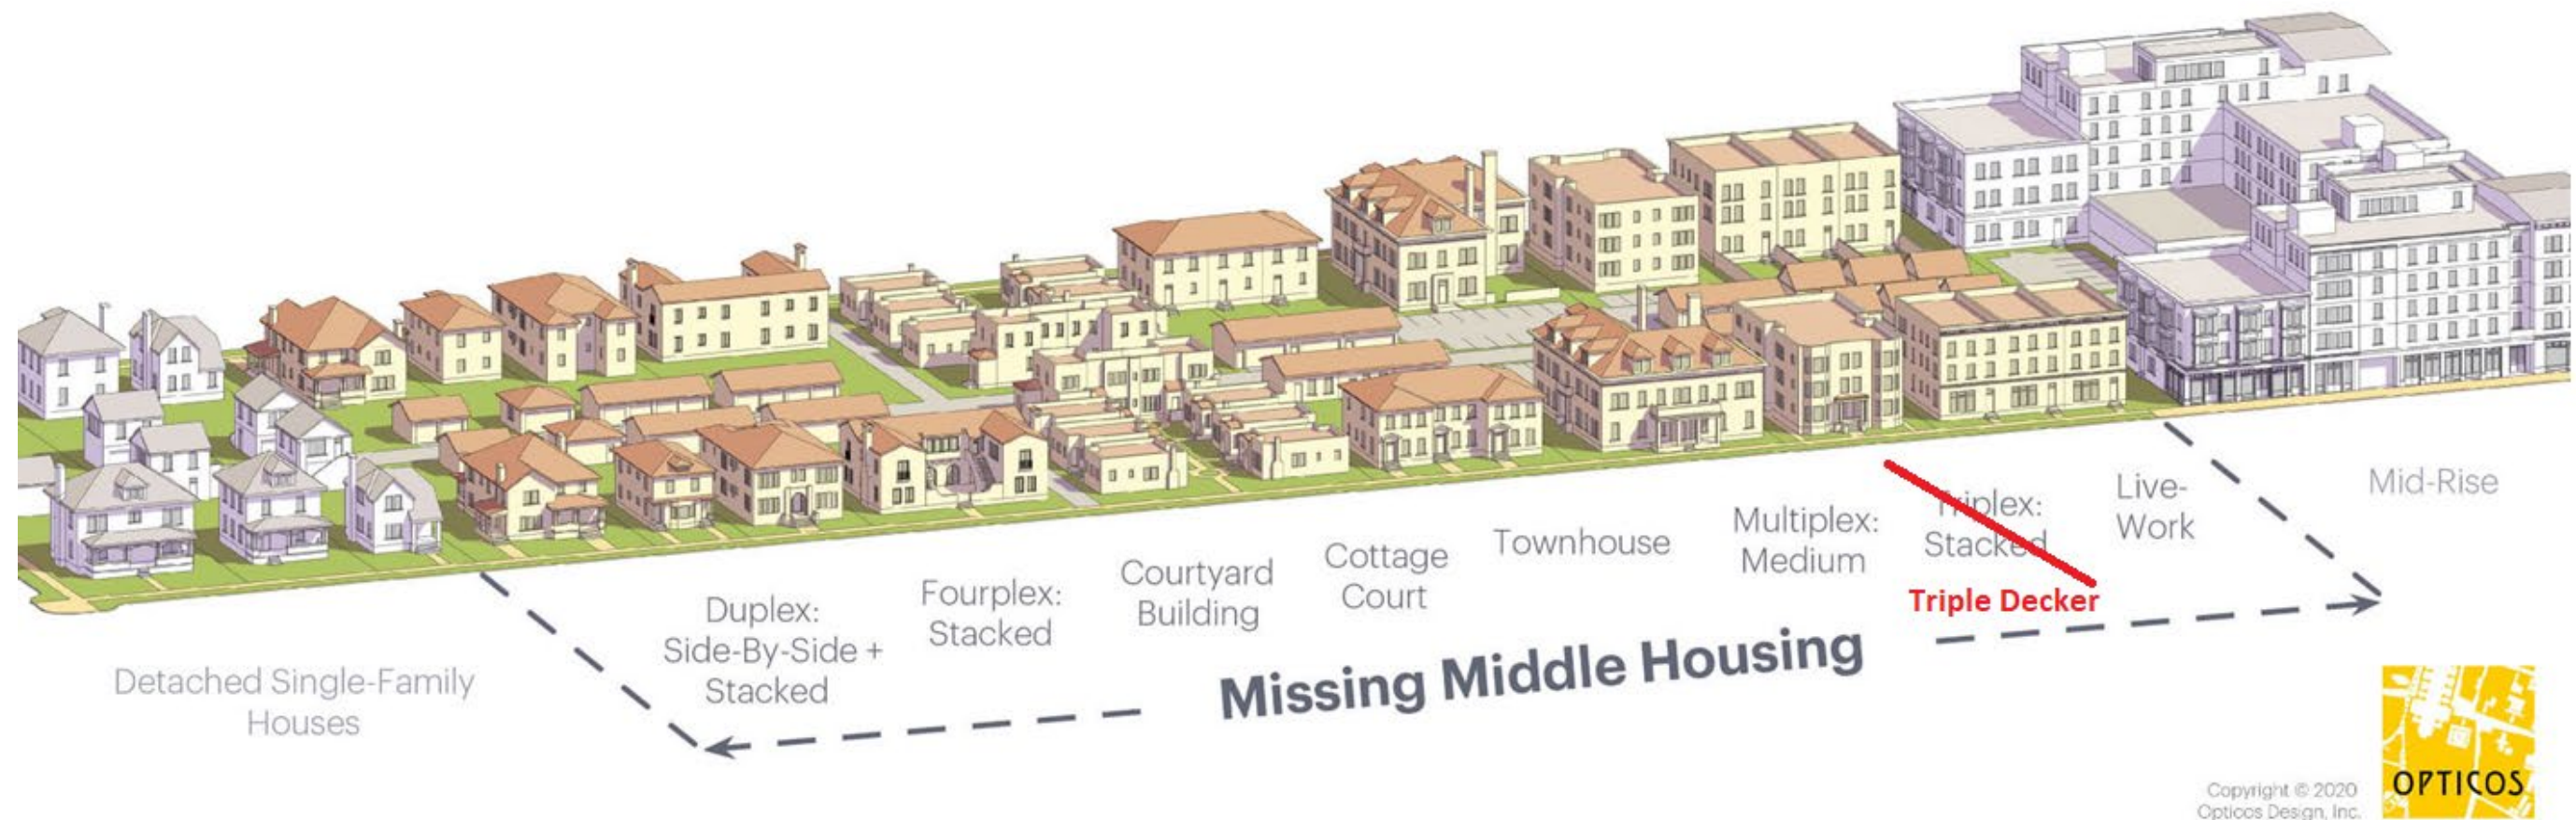 Detached Single-Family
Houses
Duplex:
Side-By-Side +
Stacked
Fourplex:
Stacked
Courtyard
Building
Cottage
Court
Townhouse
Multiplex:
Medium
Triplex:
Stacked
Triple Decker
Live-
Work
Mid-Rise
Missing Middle Housing
OPTICOS
Copyright © 2020
Opticos Design, Inc.